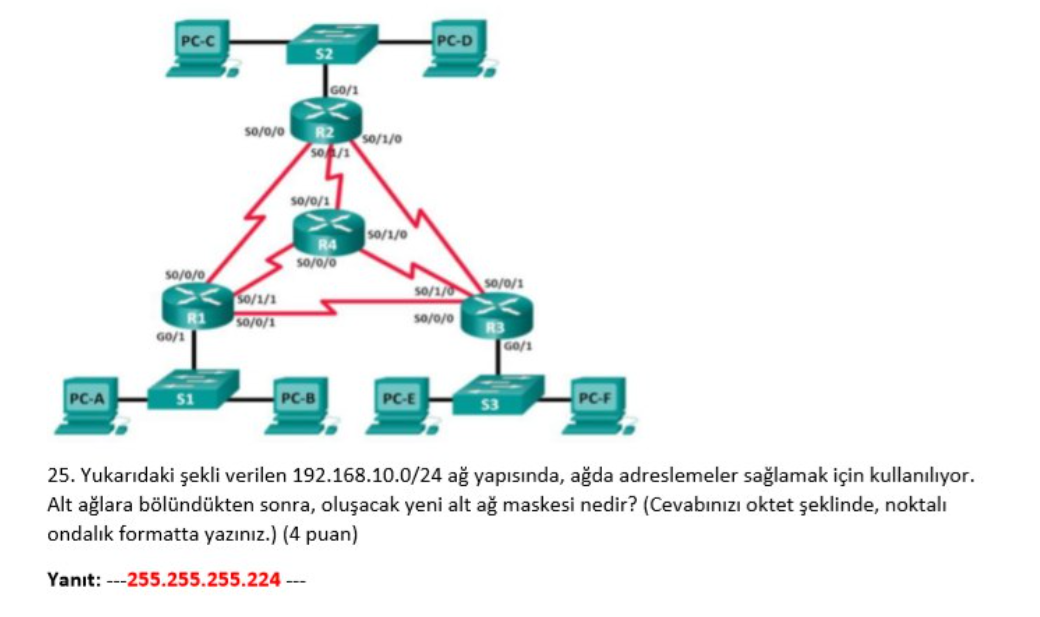 PC-C
S2
PC-D
G0/1
S0/0/0
R2
S0/1/0
S0/1/1
S0/0/1
R4
S0/1/0
S0/0/0
S0/0/0
S0/1/0
S0/0/1
S0/1/1
R1
S0/0/1
S0/0/0
R3
G0/1
G0/1
PC-A
S1
PC-B
PC-E
S3
PC-F
25. Yukarıdaki şekli verilen 192.168.10.0/24 ağ yapısında, ağda adreslemeler sağlamak için kullanılıyor.
Alt ağlara bölündükten sonra, oluşacak yeni alt ağ maskesi nedir? (Cevabınızı oktet şeklinde, noktalı
ondalık formatta yazınız.) (4 puan)
Yanıt: ---255.255.255.224 ---